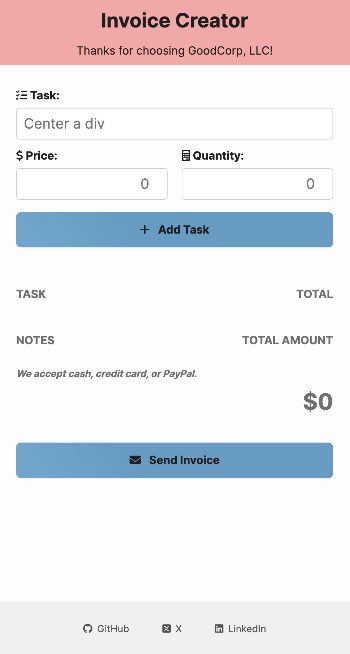 Invoice Creator
Thanks for choosing GoodCorp, LLC!
Task:
Center a div
Price: Quantity:
0 0
+ Add Task
TASK TOTAL
NOTES TOTAL AMOUNT
We accept cash, credit card, or PayPal.
$0
Send Invoice
GitHub X LinkedIn